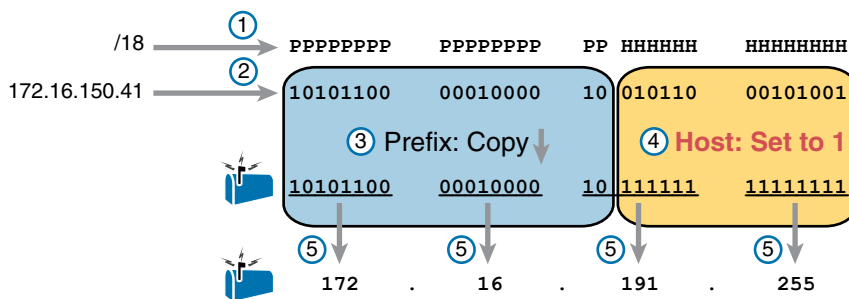 ①
/18 PPPPPPPP PPPPPPPP PP HHHHHH HHHHHHHH
②
172.16.150.41 10101100 00010000 10 010110 00101001
③ Prefix: Copy ④ Host: Set to 1
10101100 00010000 10 111111 11111111
⑤ ⑤ ⑤ ⑤
172 . 16 . 191 . 255